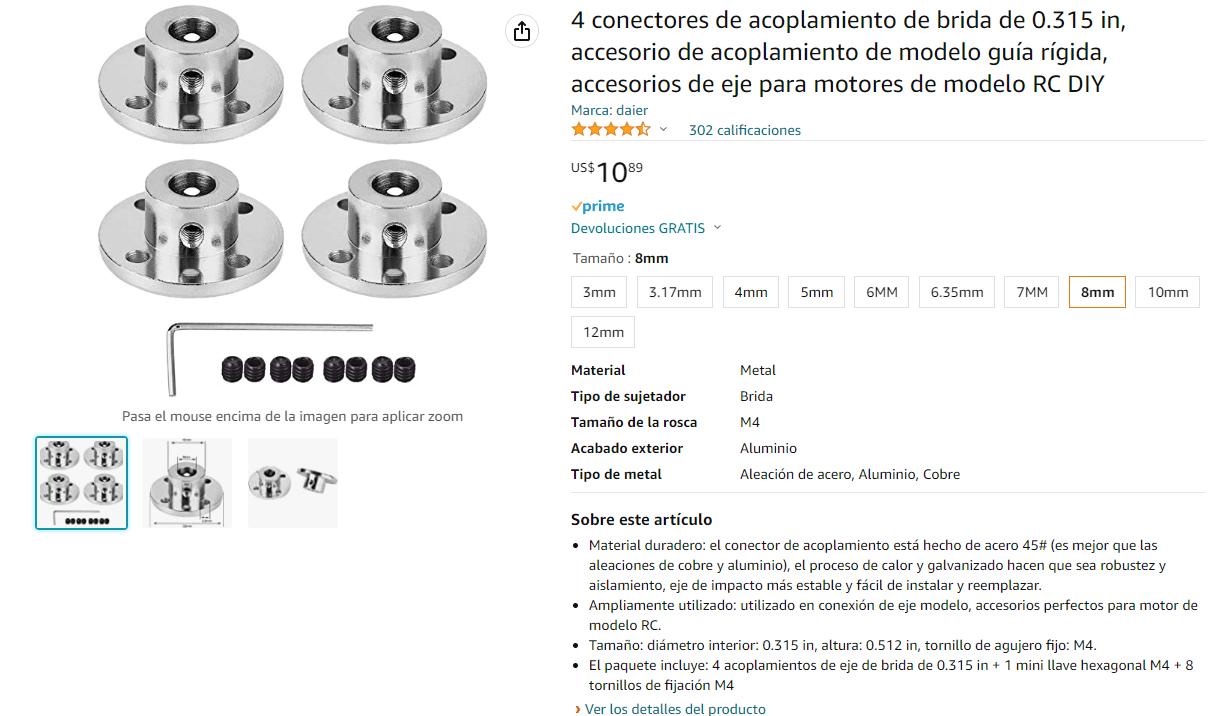 4 conectores de acoplamiento de brida de 0.315 in,
accesorio de acoplamiento de modelo guía rígida,
accesorios de eje para motores de modelo RC DIY
Marca: daier
302 calificaciones
US$10 89
prime
Devoluciones GRATIS
Tamaño : 8mm
3mm 3.17mm 4mm 5mm 6MM 6.35mm 7MM 8mm 10mm
12mm
Material Metal
Tipo de sujetador Brida
Tamaño de la rosca M4
Acabado exterior Aluminio
Tipo de metal Aleación de acero, Aluminio, Cobre
Sobre este artículo
• Material duradero: el conector de acoplamiento está hecho de acero 45# (es mejor que las
aleaciones de cobre y aluminio), el proceso de calor y galvanizado hacen que sea robustez y
aislamiento, eje de impacto más estable y fácil de instalar y reemplazar.
• Ampliamente utilizado: utilizado en conexión de eje modelo, accesorios perfectos para motor de
modelo RC.
• Tamaño: diámetro interior: 0.315 in, altura: 0.512 in, tornillo de agujero fijo: M4.
• El paquete incluye: 4 acoplamientos de eje de brida de 0.315 in + 1 mini llave hexagonal M4 + 8
tornillos de fijación M4
› Ver los detalles del producto
Pasa el mouse encima de la imagen para aplicar zoom